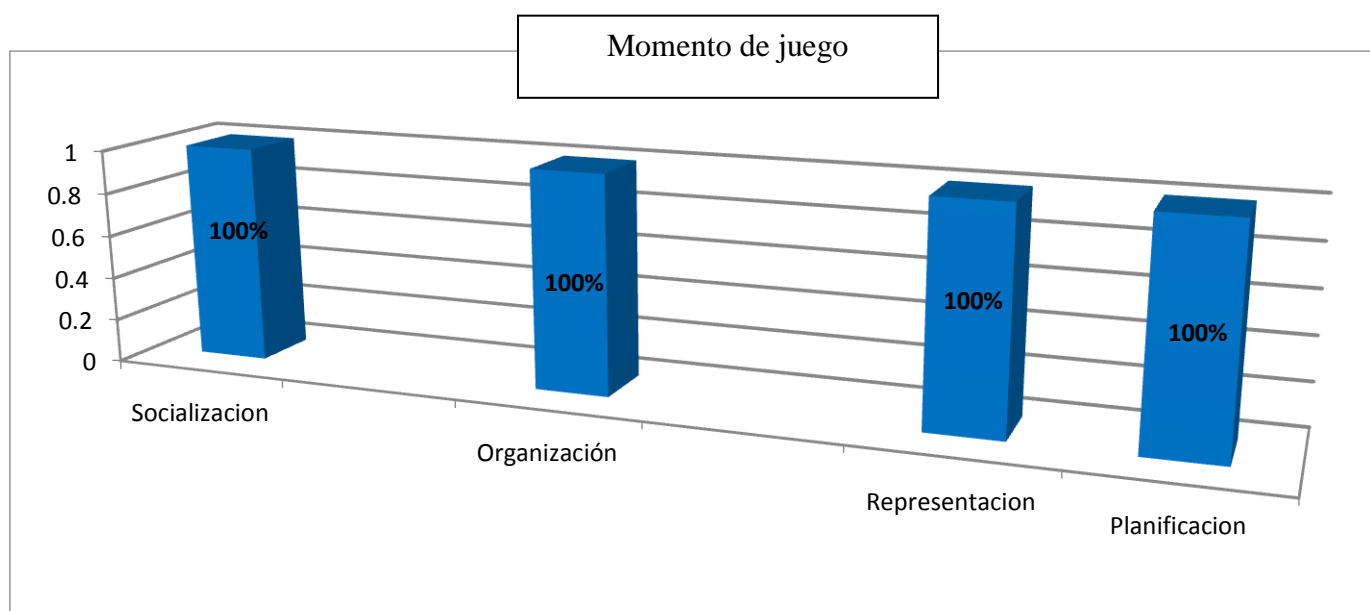 Momento de juego
1
0.8
0.6
0.4
0.2
0
100%
100%
100%
100%
Socializacion
Organización
Representacion
Planificacion